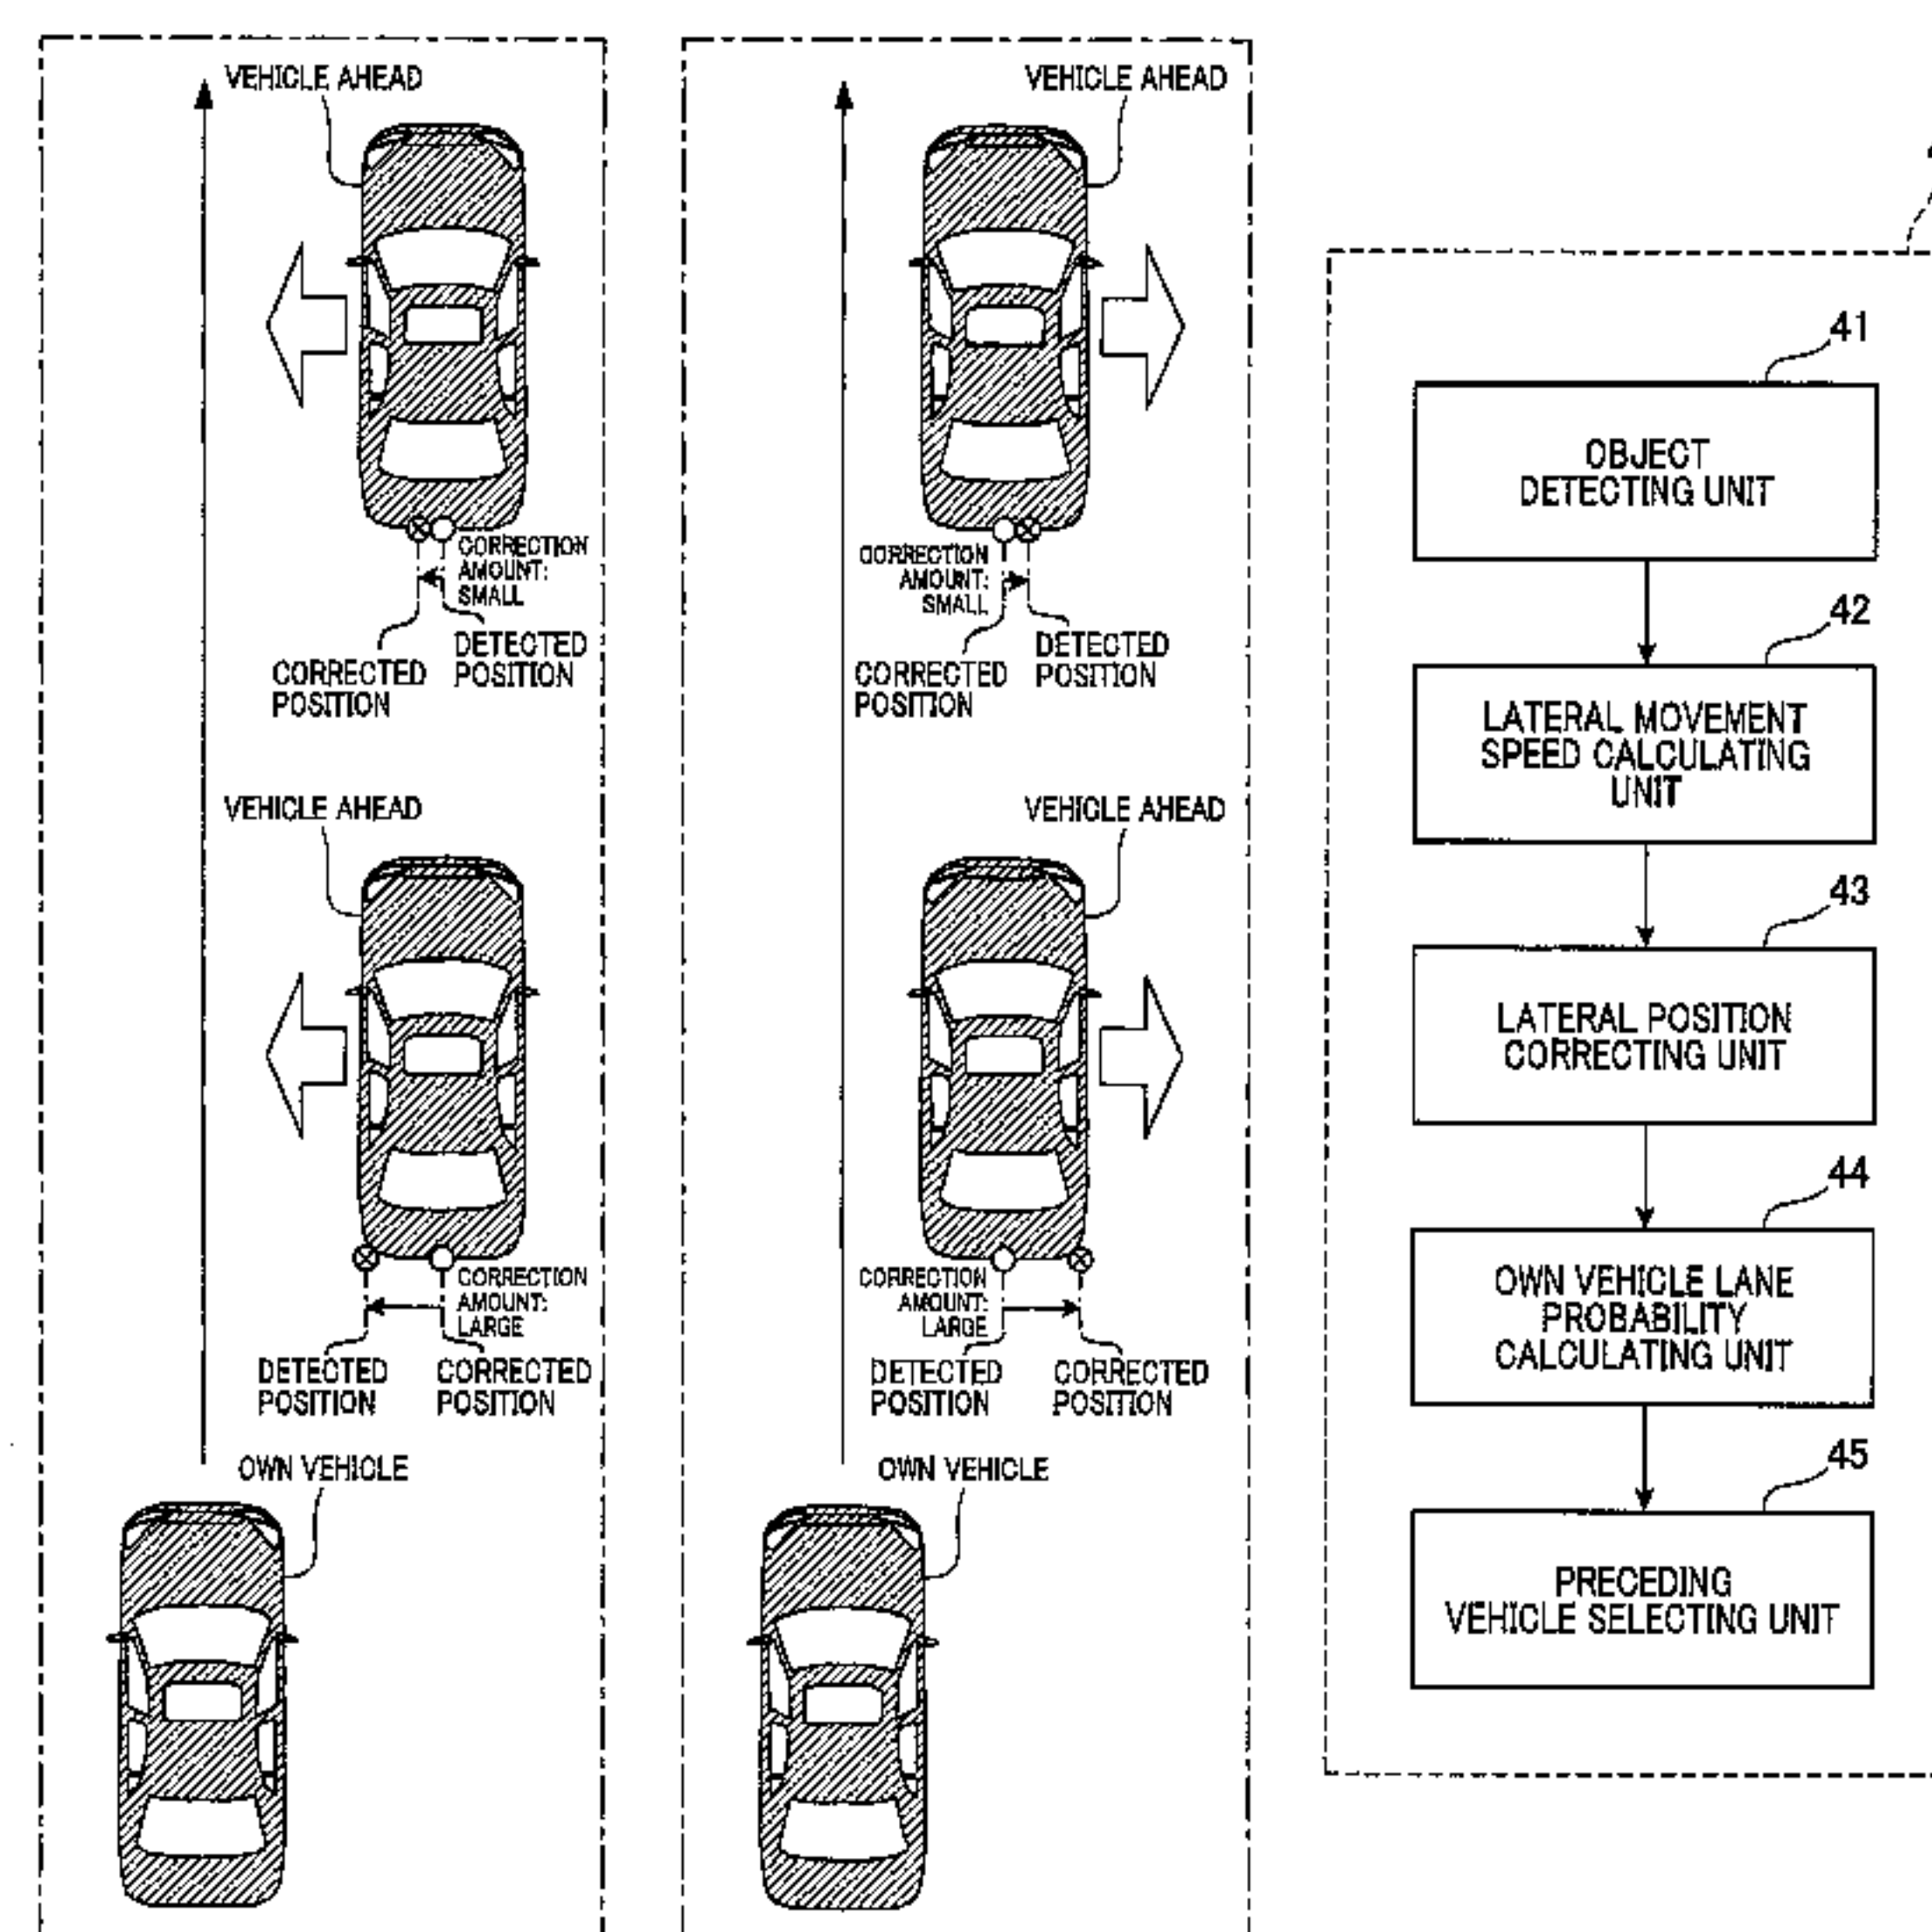 VEHICLE AHEAD
CORRECTION
AMOUNT:
SMALL
DETECTED
POSITION
CORRECTED
POSITION
VEHICLE AHEAD
CORRECTION
AMOUNT:
LARGE
DETECTED
POSITION
CORRECTED
POSITION
OWN VEHICLE
VEHICLE AHEAD
CORRECTION
AMOUNT:
SMALL
DETECTED
POSITION
CORRECTED
POSITION
VEHICLE AHEAD
CORRECTION
AMOUNT:
LARGE
DETECTED
POSITION
CORRECTED
POSITION
OWN VEHICLE
41
OBJECT
DETECTING UNIT
42
LATERAL MOVEMENT
SPEED CALCULATING
UNIT
43
LATERAL POSITION
CORRECTING UNIT
44
OWN VEHICLE LANE
PROBABILITY
CALCULATING UNIT
45
PRECEDING
VEHICLE SELECTING UNIT